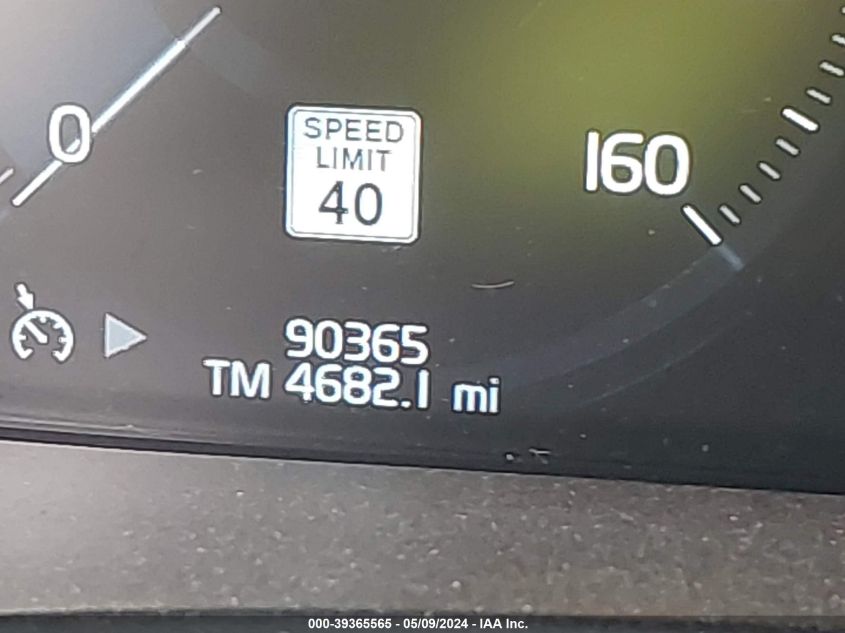 0
SPEED
LIMIT
40
160
90365
TM 4682.1 mi
000-39365565 - 05/09/2024 - IAA Inc.